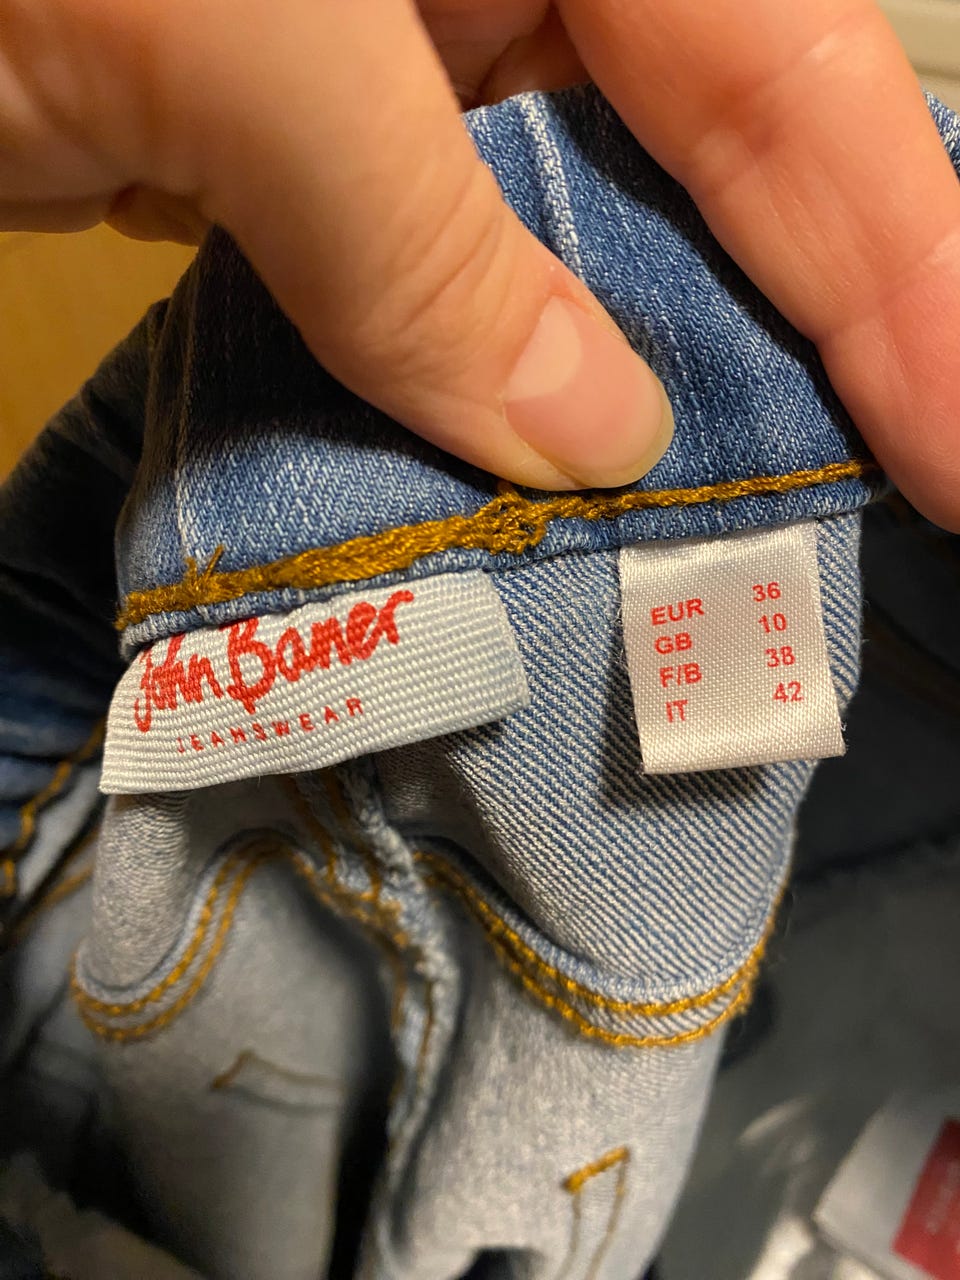 John Baner
JEANSWEAR
EUR 36
GB 10
F/B 38
IT 42